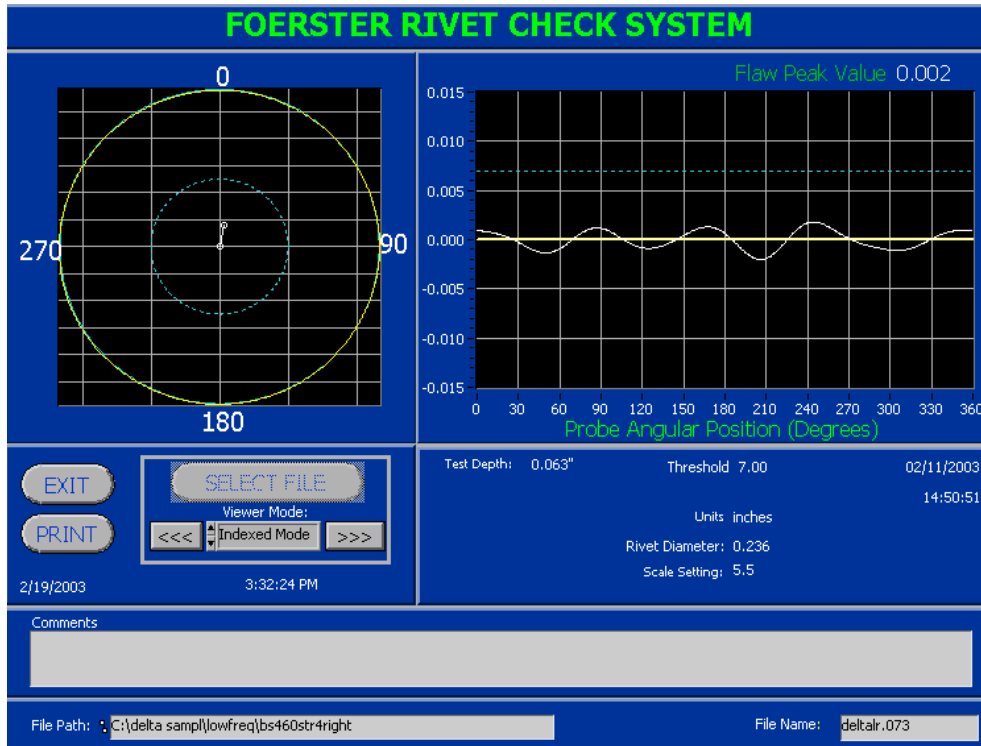 FOERSTER RIVET CHECK SYSTEM
0
270
90
180
Flaw Peak Value 0.002
0.015
0.010
0.005
0.000
-0.005
-0.010
-0.015
0 30 60 90 120 150 180 210 240 270 300 330 360
Probe Angular Position (Degrees)
EXIT
PRINT
SELECT FILE
Viewer Mode:
<<< Indexed Mode >>>
2/19/2003 3:32:24 PM
Test Depth: 0.063" Threshold 7.00 02/11/2003
14:50:51
Units inches
Rivet Diameter: 0.236
Scale Setting: 5.5
Comments
File Path: C:\delta sampl\lowfreq\bs460str4right File Name: deltalr.073